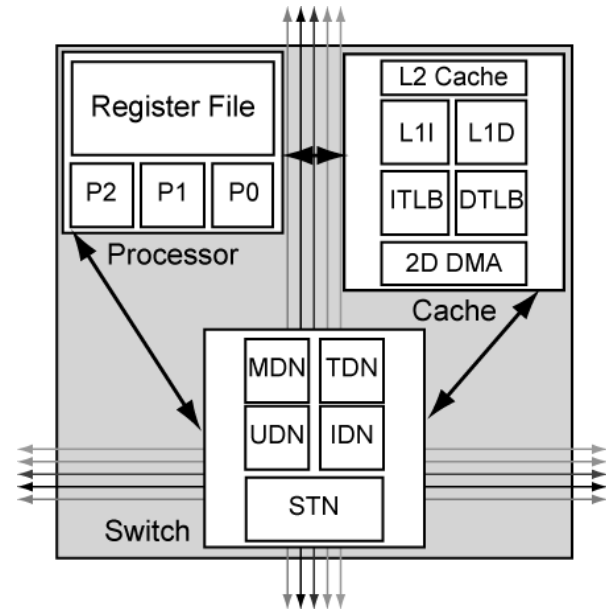 Register File
P2 P1 P0
Processor
L2 Cache
L1I L1D
ITLB DTLB
2D DMA
Cache
MDN TDN
UDN IDN
STN
Switch